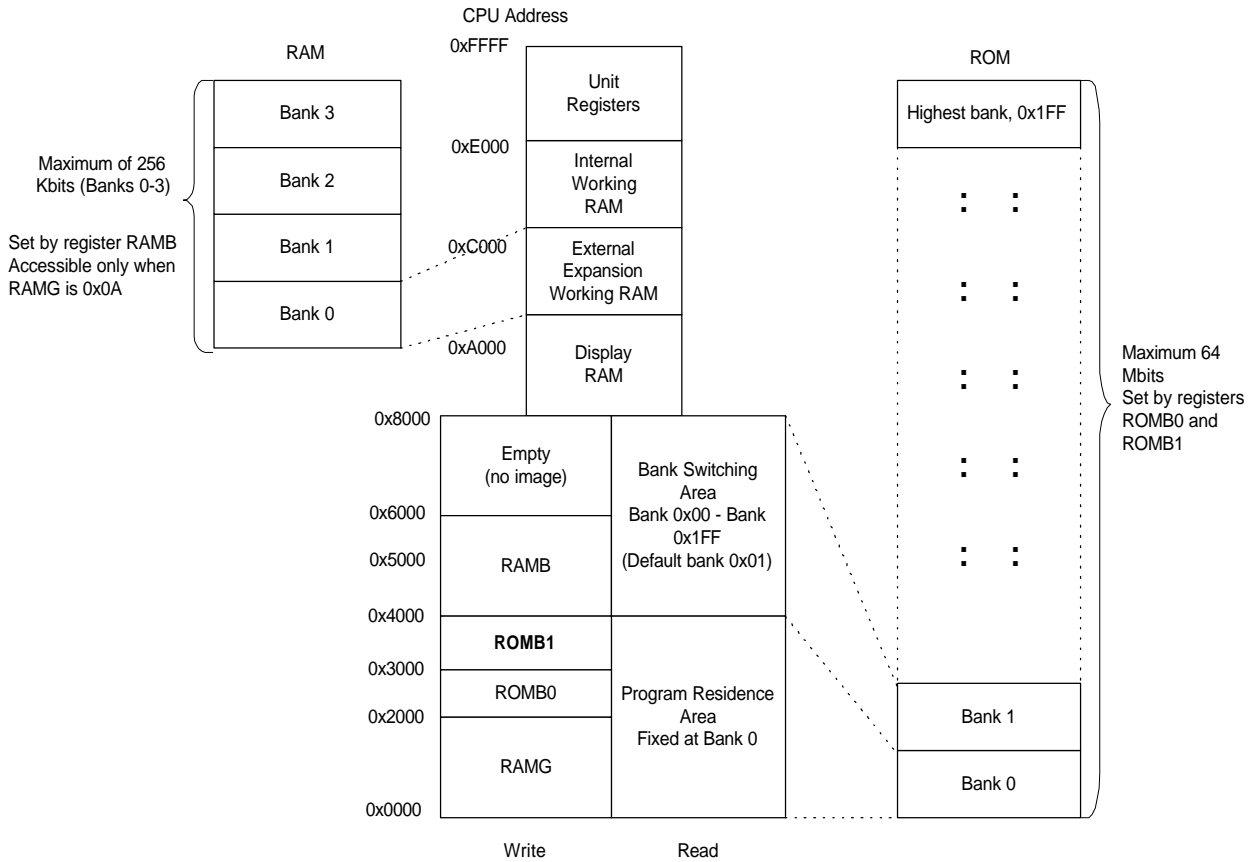 CPU Address
RAM
Bank 3
Bank 2
Bank 1
Bank 0
Maximum of 256
Kbits (Banks 0-3)
Set by register RAMB
Accessible only when
RAMG is 0x0A
0xFFFF
0xE000
0xC000
0xA000
0x8000
0x6000
0x5000
0x4000
0x3000
0x2000
0x0000
Unit
Registers
Internal
Working
RAM
External
Expansion
Working RAM
Display
RAM
Empty
(no image)
RAMB
ROMB1
ROMB0
RAMG
Write
Bank Switching
Area
Bank 0x00 - Bank
0x1FF
(Default bank 0x01)
Program Residence
Area
Fixed at Bank 0
Read
ROM
Highest bank, 0x1FF
: :
: :
: :
: :
: :
Bank 1
Bank 0
Maximum 64
Mbits
Set by registers
ROMB0 and
ROMB1